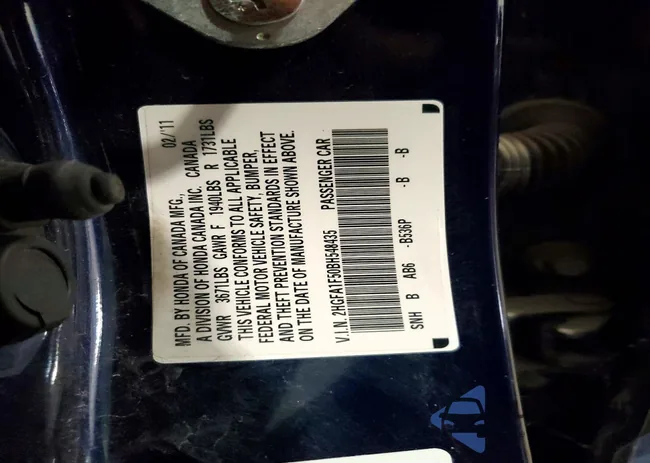 MFD. BY HONDA OF CANADA MFG., 02/'11
A DIVISION OF HONDA CANADA INC. CANADA
GVWR 3671LBS GAWR F 1940LBS R 1731LBS
THIS VEHICLE CONFORMS TO ALL APPLICABLE
FEDERAL MOTOR VEHICLE SAFETY, BUMPER,
AND THEFT PREVENTION STANDARDS IN EFFECT
ON THE DATE OF MANUFACTURE SHOWN ABOVE.
V.I.N. 2HGFA1F50BH548435 PASSENGER CAR
SNH B AB6 -B536P -B -B